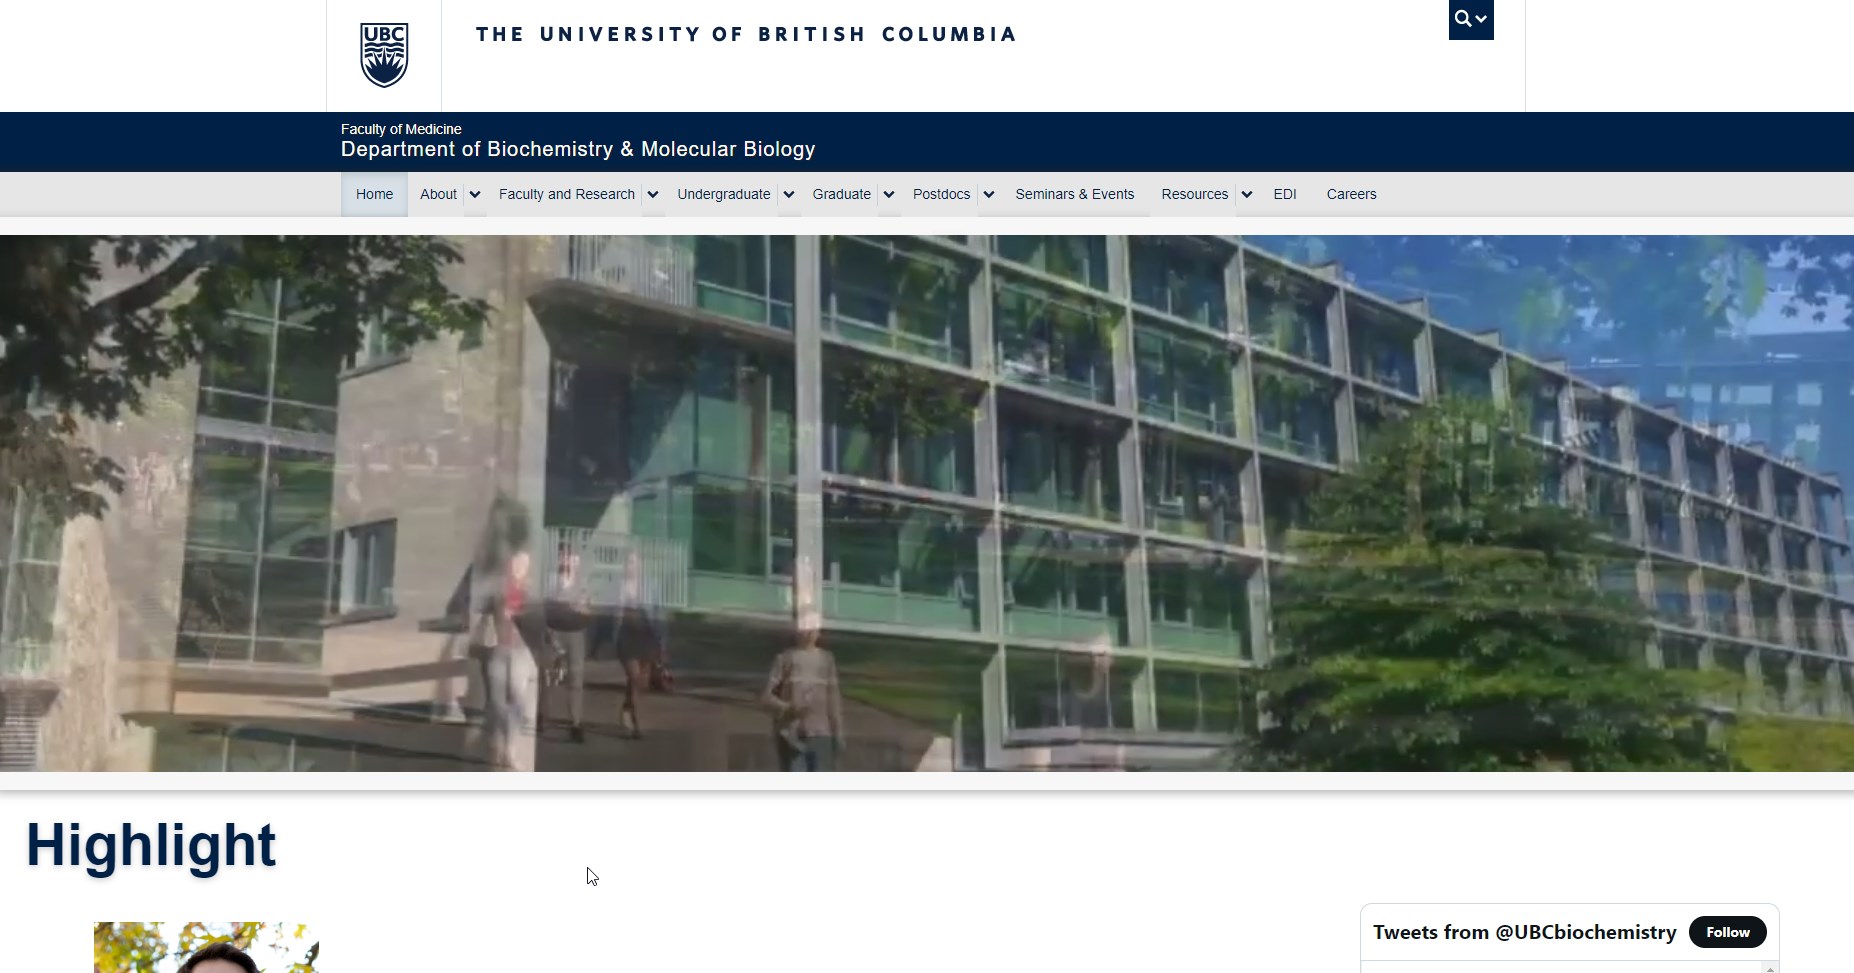 UBC
THE UNIVERSITY OF BRITISH COLUMBIA
Faculty of Medicine
Department of Biochemistry & Molecular Biology
Home About Faculty and Research Undergraduate Graduate Postdocs Seminars & Events Resources EDI Careers
Highlight
Tweets from @UBCbiochemistry Follow